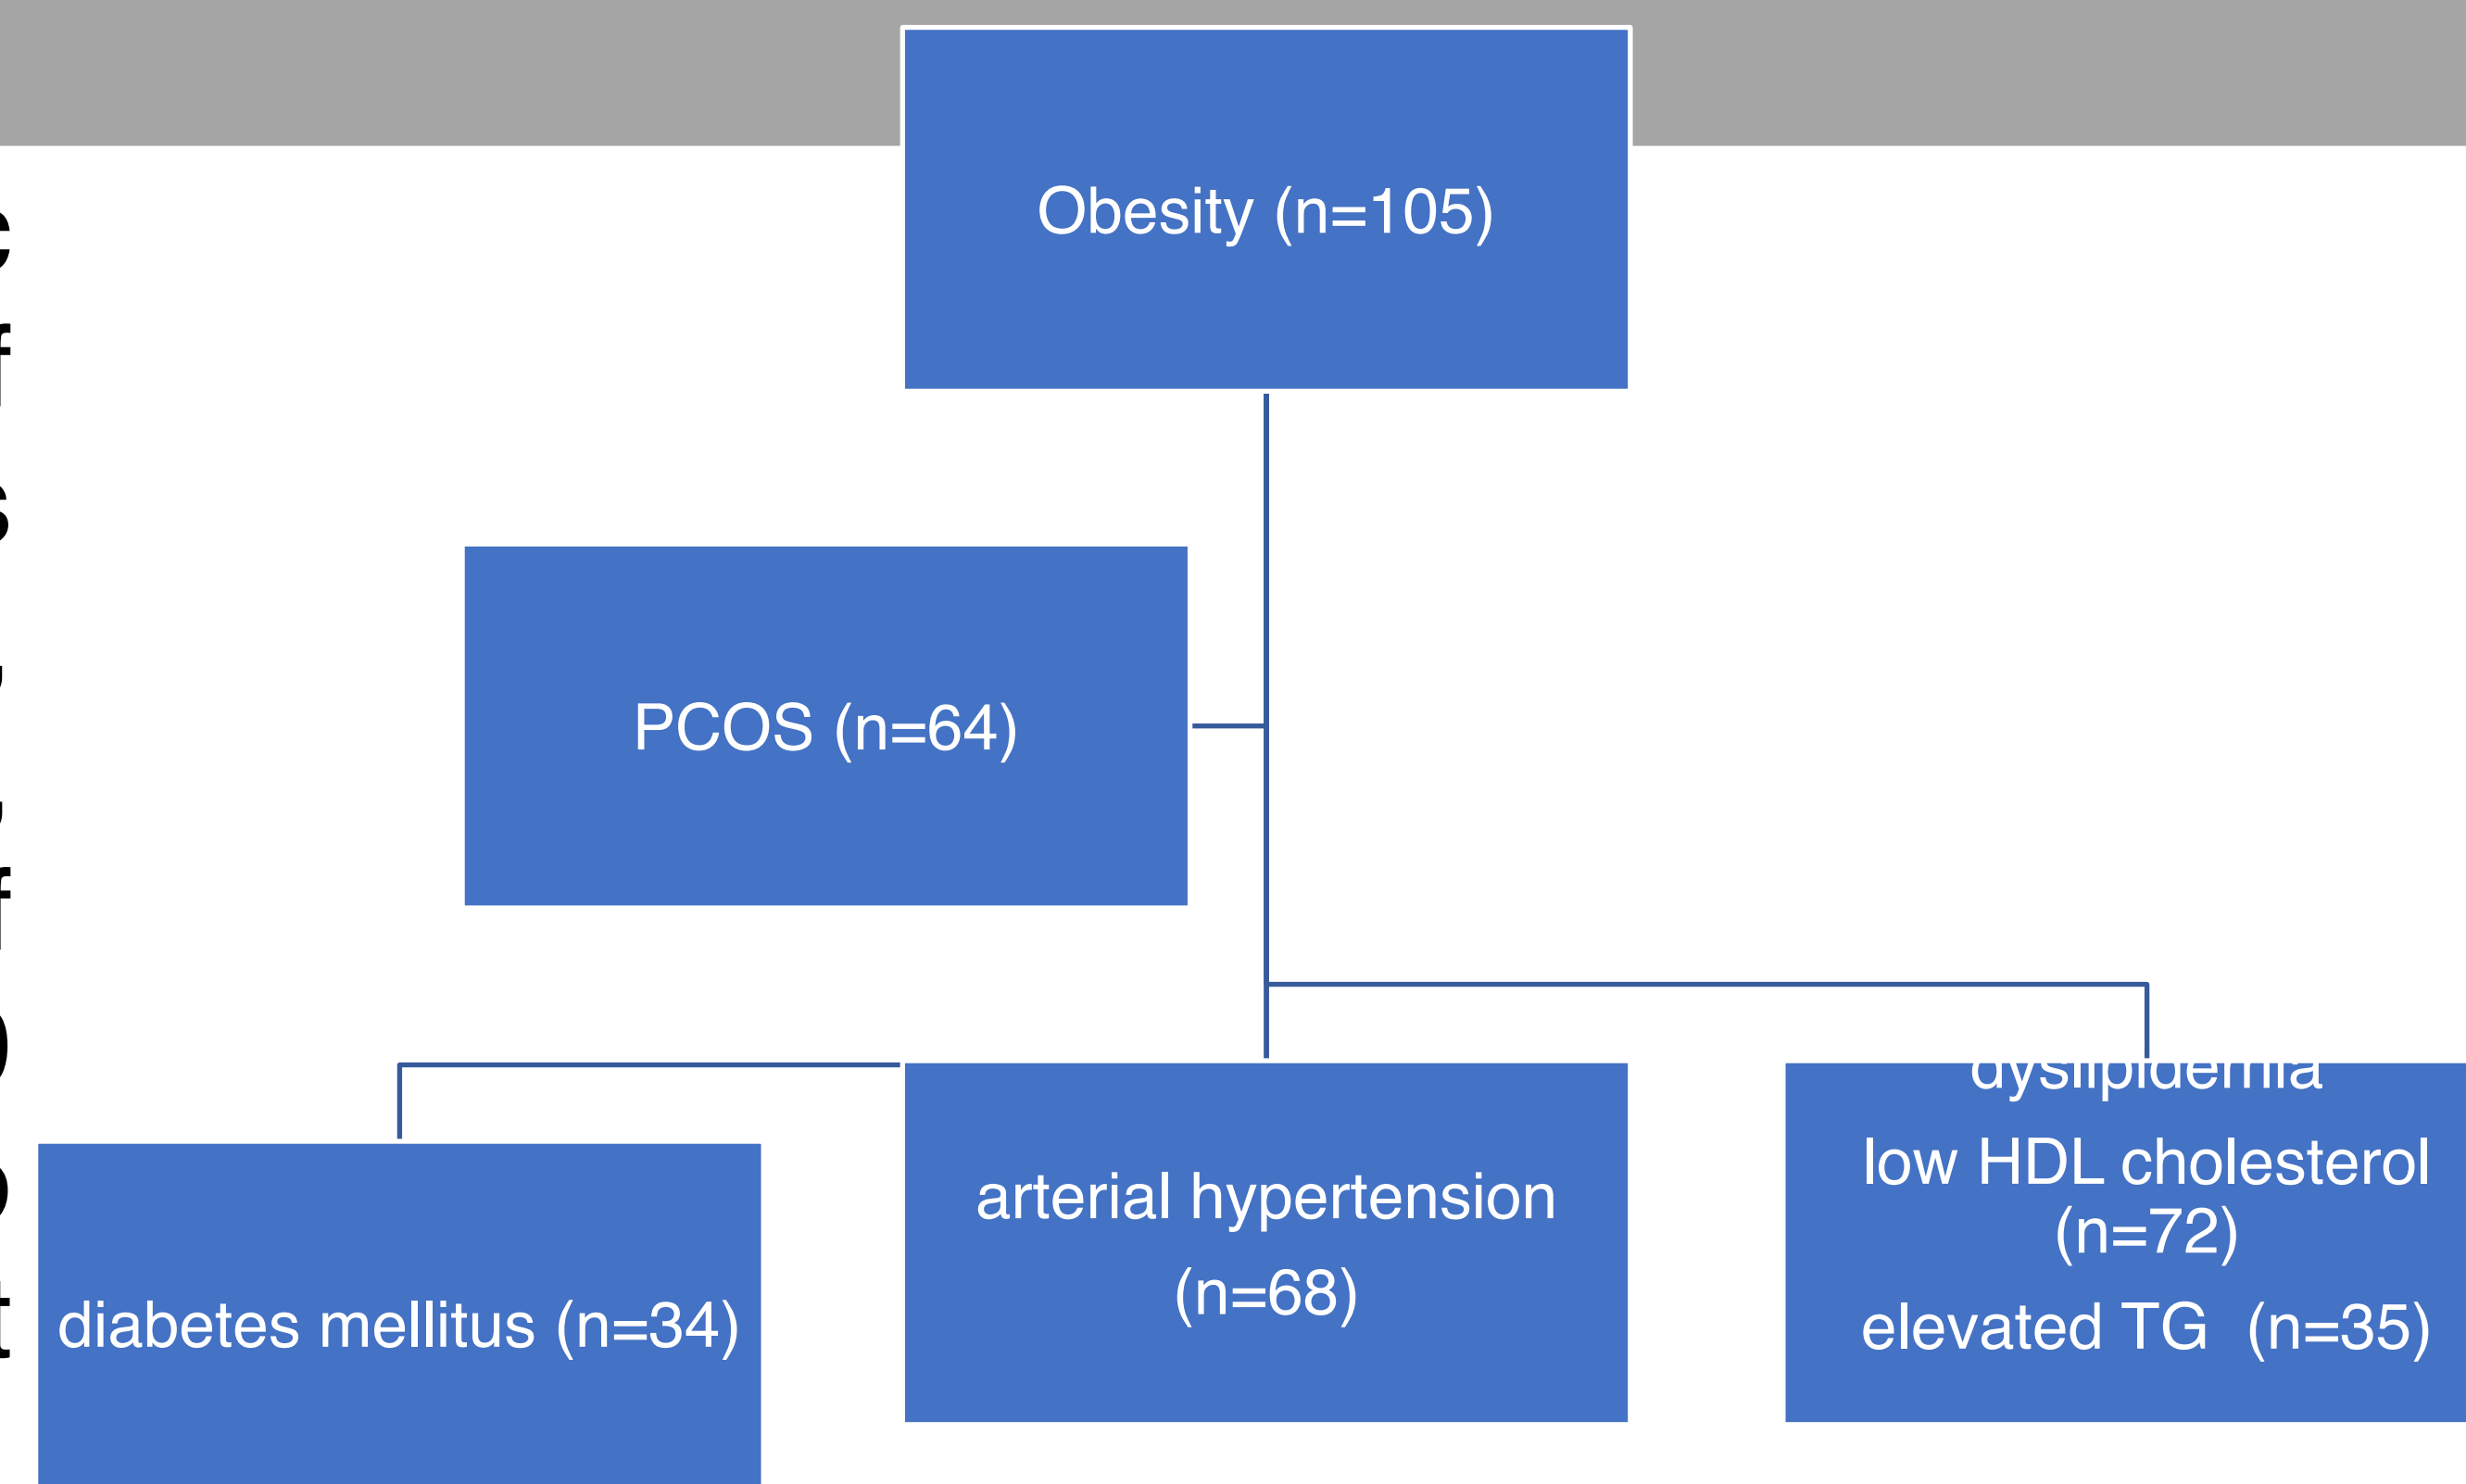 Obesity (n=105)
PCOS (n=64)
diabetes mellitus (n=34)
arterial hypertension
(n=68)
dyslipidemia
low HDL cholesterol
(n=72)
elevated TG (n=35)